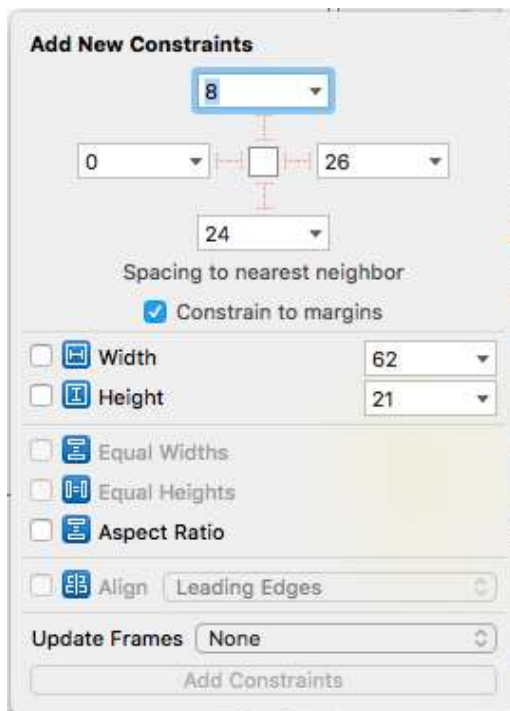 Add New Constraints
8
0 26
24
Spacing to nearest neighbor
Constrain to margins
Width 62
Height 21
Equal Widths
Equal Heights
Aspect Ratio
Align Leading Edges
Update Frames None
Add Constraints